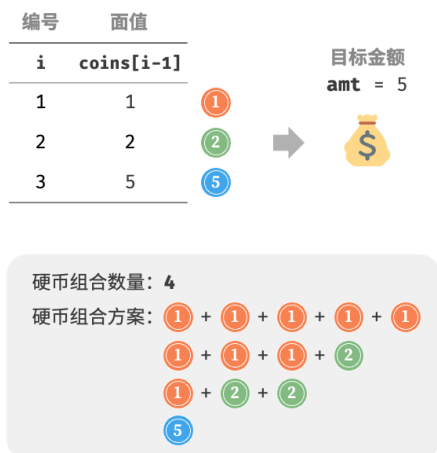 编号 面值
i coins[i-1]
1 1 1
2 2 2
3 5 5
目标金额
amt = 5
$
硬币组合数量：4
硬币组合方案：1 + 1 + 1 + 1 + 1
1 + 1 + 1 + 2
1 + 2 + 2
5